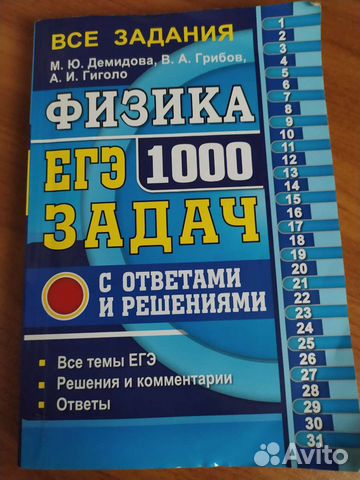 ВСЕ ЗАДАНИЯ
М. Ю. Демидова, В. А. Грибов,
А. И. Гиголо
ФИЗИКА
ЕГЭ 1000
ЗАДАЧ
С ОТВЕТАМИ
И РЕШЕНИЯМИ
Все темы ЕГЭ
Решения и комментарии
Ответы
1
2
3
4
5
6
7
8
9
10
11
12
13
14
15
16
17
18
19
20
21
22
23
24
25
26
27
28
29
30
31
Avito